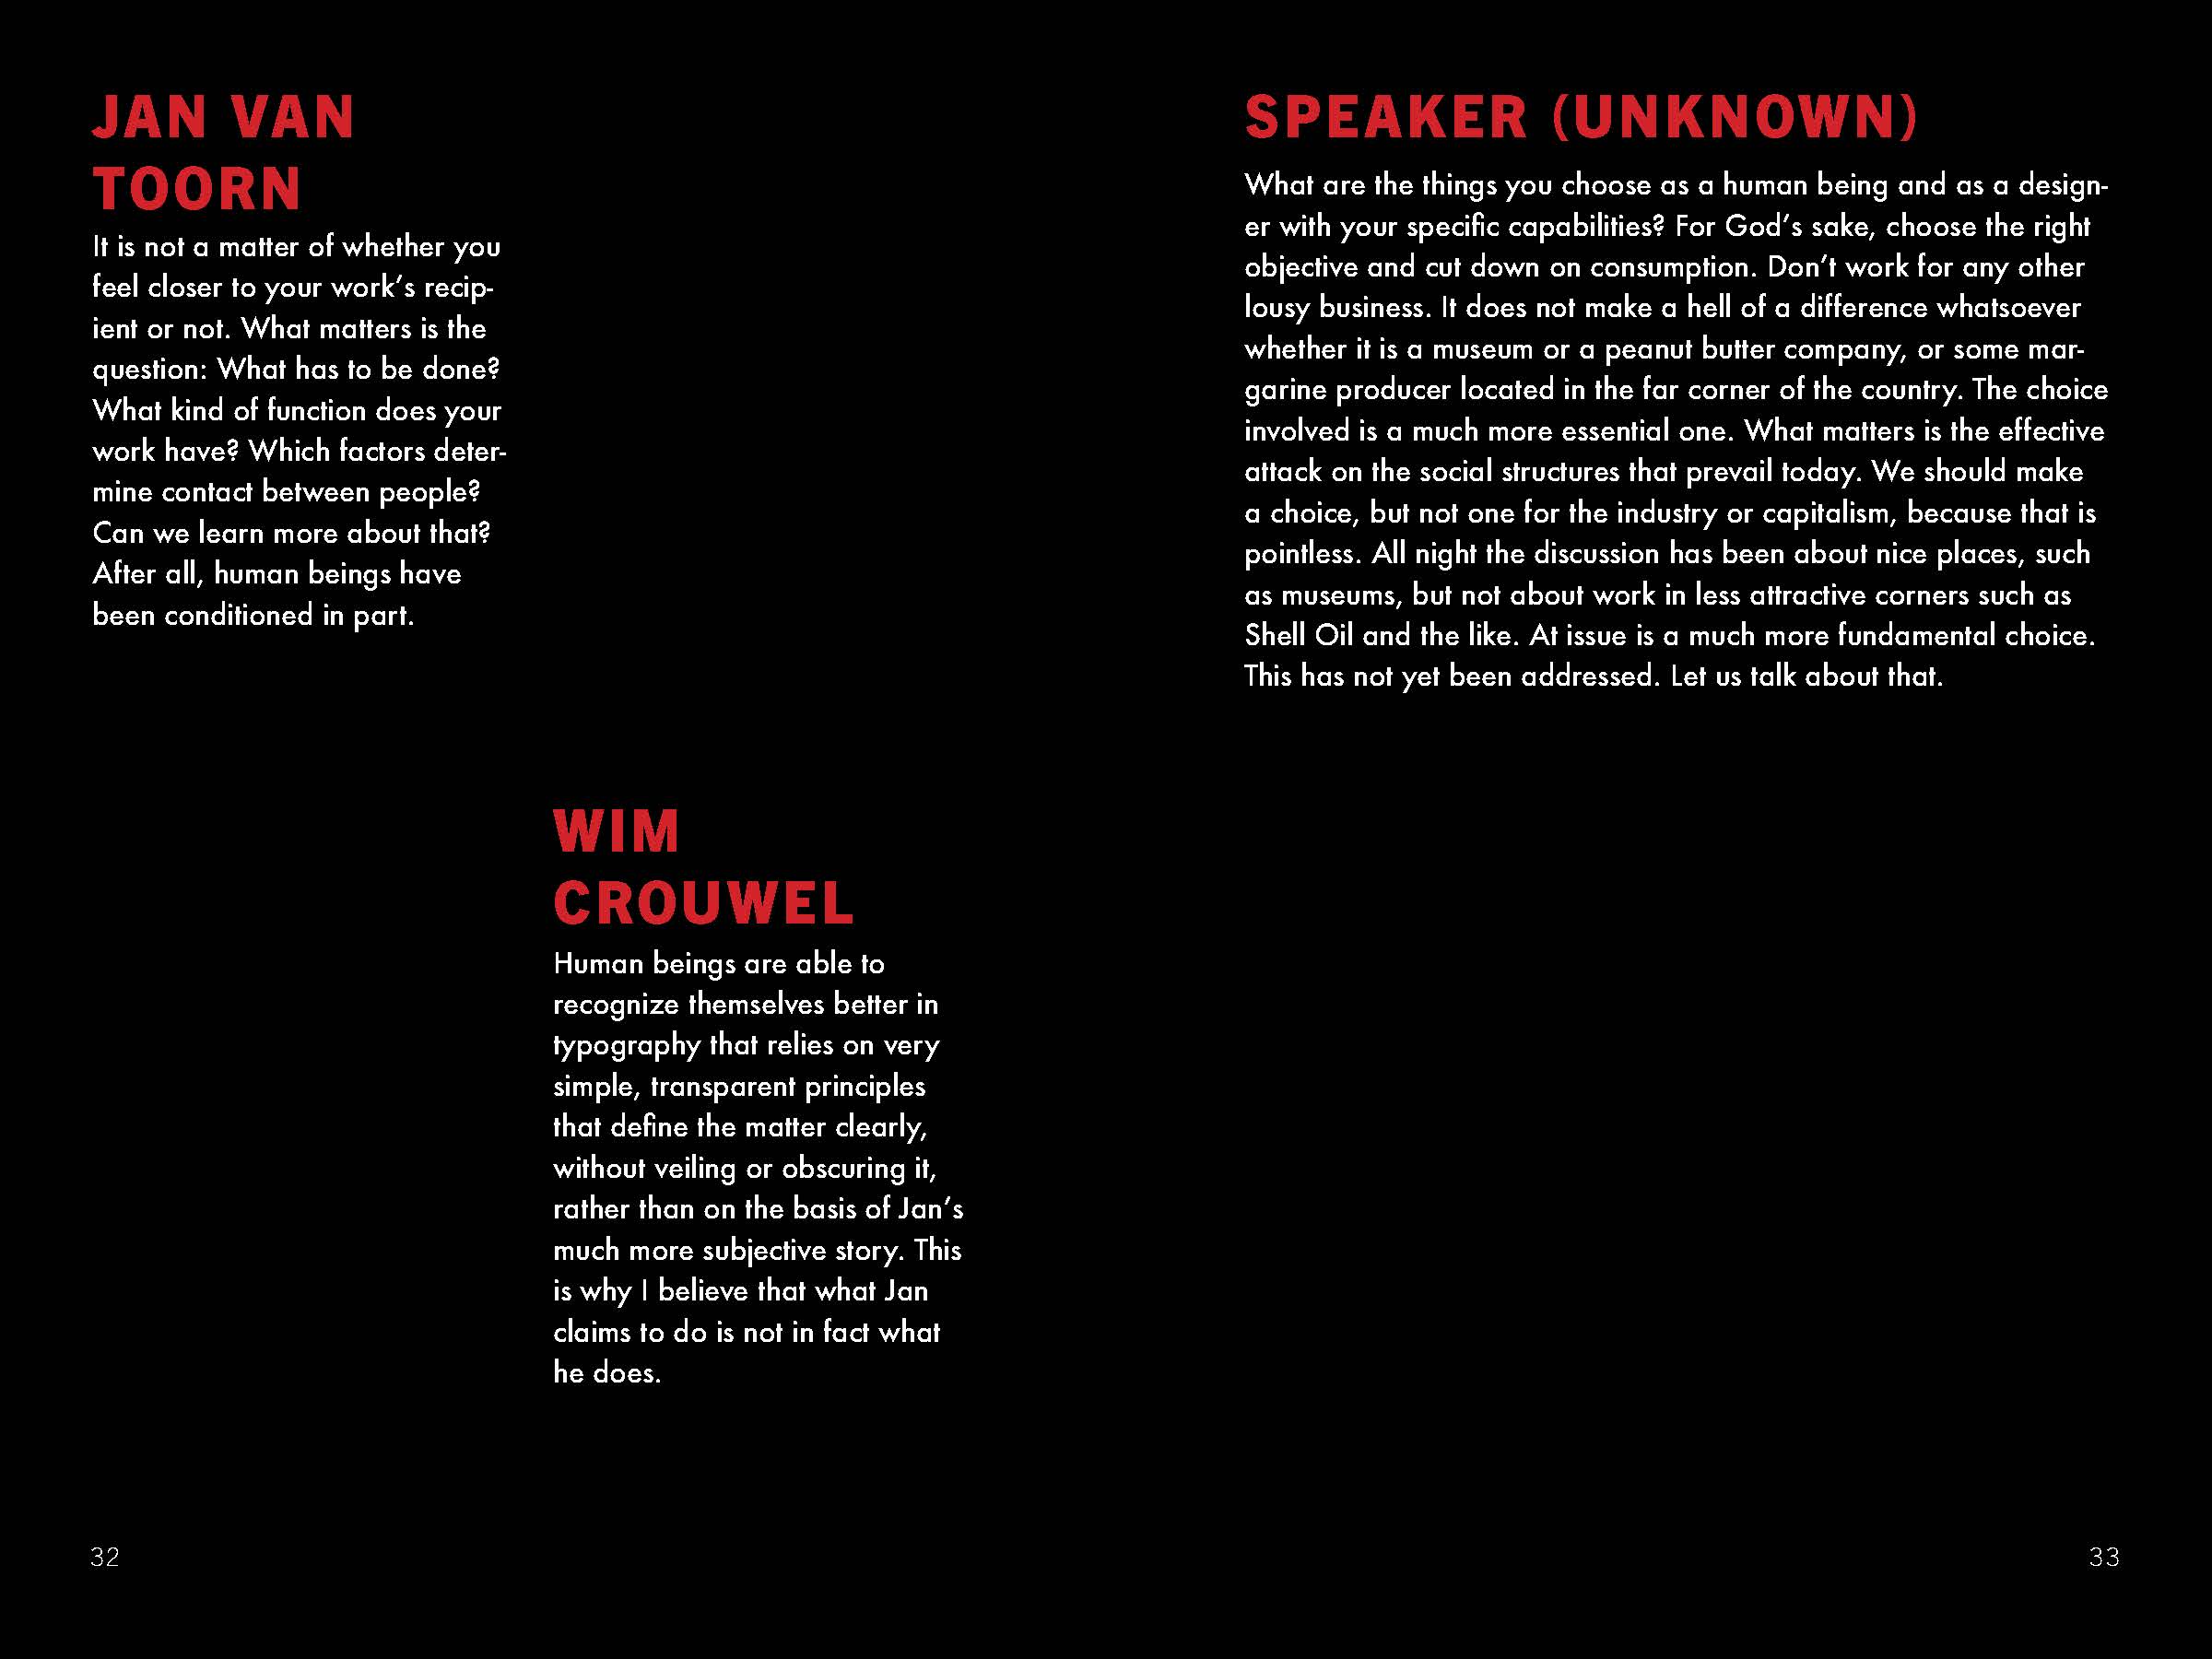 JAN VAN
TOORN
It is not a matter of whether you
feel closer to your work's recip-
ient or not. What matters is the
question: What has to be done?
What kind of function does your
work have? Which factors deter-
mine contact between people?
Can we learn more about that?
After all, human beings have
been conditioned in part.
WIM
CROUWEL
Human beings are able to
recognize themselves better in
typography that relies on very
simple, transparent principles
that define the matter clearly,
without veiling or obscuring it,
rather than on the basis of Jan's
much more subjective story. This
is why I believe that what Jan
claims to do is not in fact what
he does.
32
SPEAKER (UNKNOWN)
What are the things you choose as a human being and as a design-
er with your specific capabilities? For God's sake, choose the right
objective and cut down on consumption. Don't work for any other
lousy business. It does not make a hell of a difference whatsoever
whether it is a museum or a peanut butter company, or some mar-
garine producer located in the far corner of the country. The choice
involved is a much more essential one. What matters is the effective
attack on the social structures that prevail today. We should make
a choice, but not one for the industry or capitalism, because that is
pointless. All night the discussion has been about nice places, such
as museums, but not about work in less attractive corners such as
Shell Oil and the like. At issue is a much more fundamental choice.
This has not yet been addressed. Let us talk about that.
33